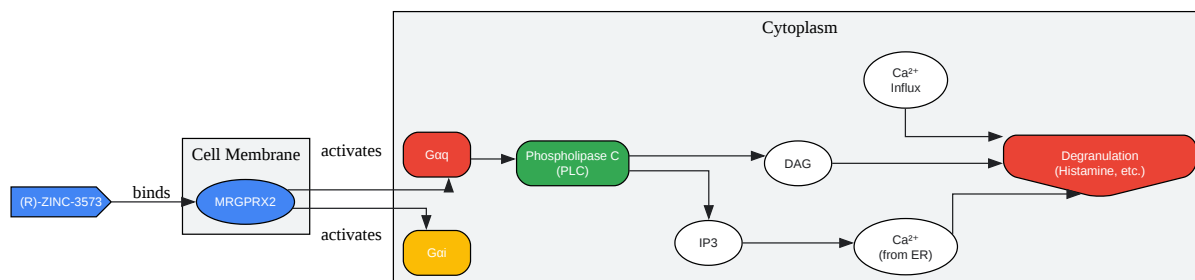 Cytoplasm
Ca²⁺
Influx
Cell Membrane
activates
Gαq
Phospholipase C
(PLC)
DAG
Degranulation
(Histamine, etc.)
(R)-ZINC-3573
binds
MRGPRX2
activates
Gαi
IP3
Ca²⁺
(from ER)